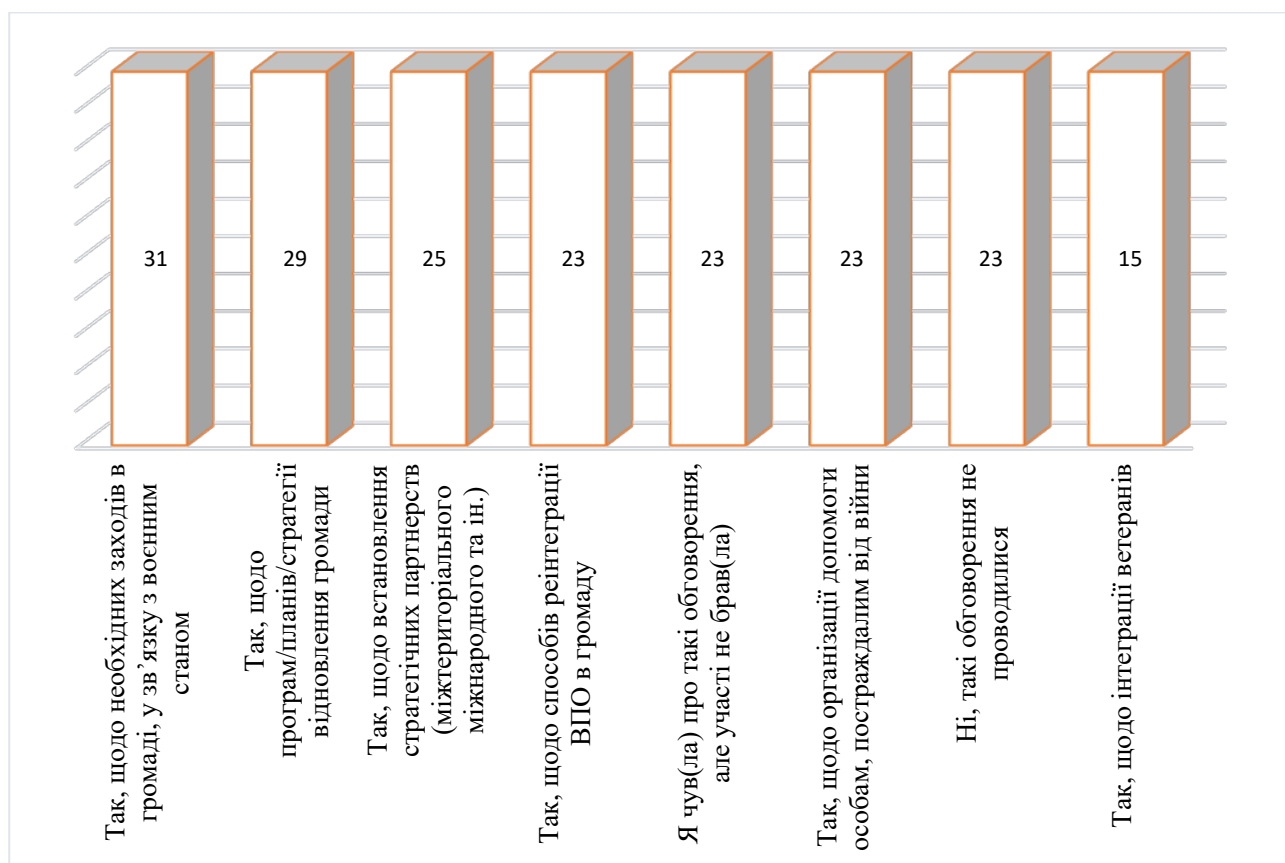 31
29
25
23
23
23
23
15
Так, щодо необхідних заходів в
громаді, у зв'язку з воєнним
станом
Так, щодо
програм/планів/стратегії
відновлення громади
Так, щодо встановлення
стратегічних партнерств
(міжтериторіального
міжнародного та ін.)
Так, щодо способів реінтеграції
ВПО в громаду
Я чув(ла) про такі обговорення,
але участі не брав(ла)
Так, щодо організації допомоги
особам, постраждалим від війни
Ні, такі обговорення не
проводилися
Так, щодо інтеграції ветеранів